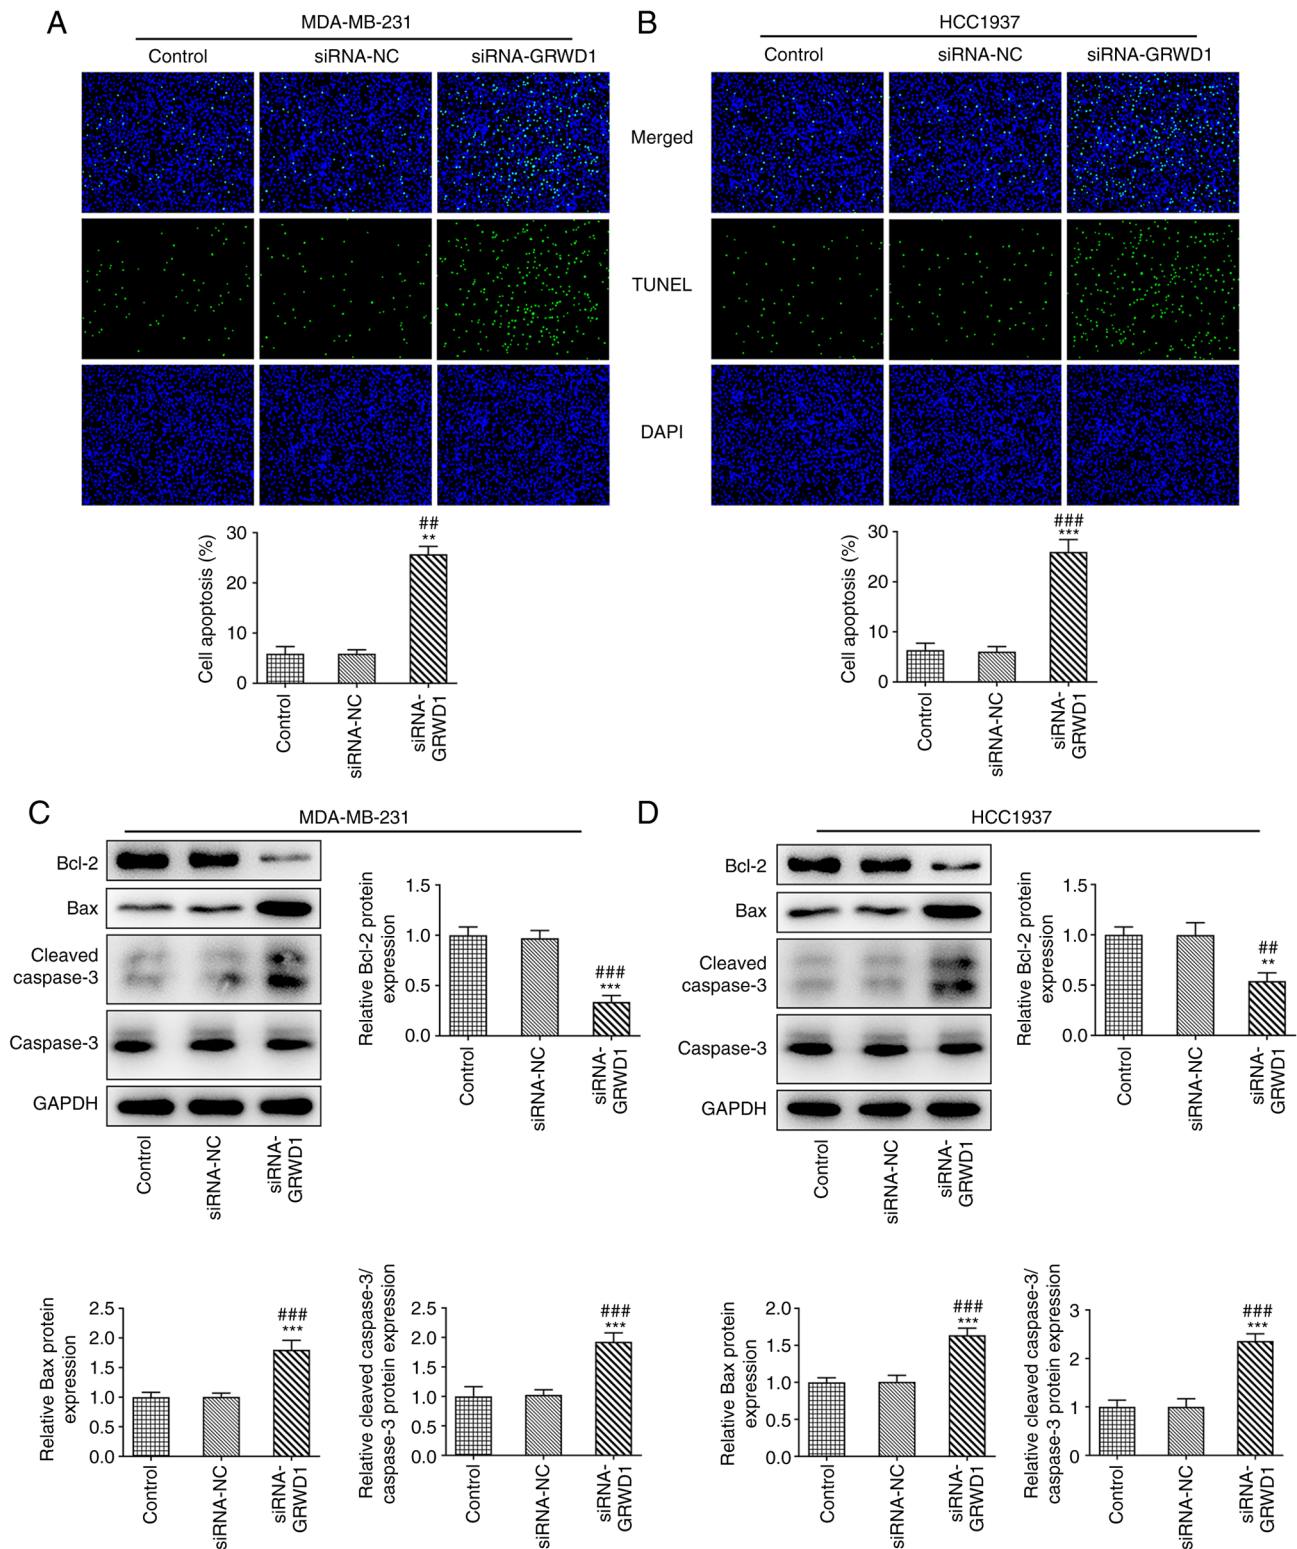 A
MDA-MB-231
Control
siRNA-NC
siRNA-GRWD1
B
HCC1937
Control
siRNA-NC
siRNA-GRWD1
Merged
TUNEL
DAPI
Cell apoptosis (%)
30
20
10
0
##
**
Control
siRNA-NC
siRNA-
GRWD1
Cell apoptosis (%)
30
20
10
0
###
***
Control
siRNA-NC
siRNA-
GRWD1
C
MDA-MB-231
Bcl-2
Bax
Cleaved
caspase-3
Caspase-3
GAPDH
Control
siRNA-NC
siRNA-
GRWD1
Relative Bcl-2 protein
expression
1.5
1.0
0.5
0.0
###
***
Control
siRNA-NC
siRNA-
GRWD1
Relative Bax protein
expression
2.5
2.0
1.5
1.0
0.5
0.0
###
***
Control
siRNA-NC
siRNA-
GRWD1
Relative cleaved caspase-3/
caspase-3 protein expression
2.5
2.0
1.5
1.0
0.5
0.0
###
***
Control
siRNA-NC
siRNA-
GRWD1
D
HCC1937
Bcl-2
Bax
Cleaved
caspase-3
Caspase-3
GAPDH
Control
siRNA-NC
siRNA-
GRWD1
Relative Bcl-2 protein
expression
1.5
1.0
0.5
0.0
##
**
Control
siRNA-NC
siRNA-
GRWD1
Relative Bax protein
expression
2.0
1.5
1.0
0.5
0.0
###
***
Control
siRNA-NC
siRNA-
GRWD1
Relative cleaved caspase-3/
caspase-3 protein expression
3
2
1
0
###
***
Control
siRNA-NC
siRNA-
GRWD1